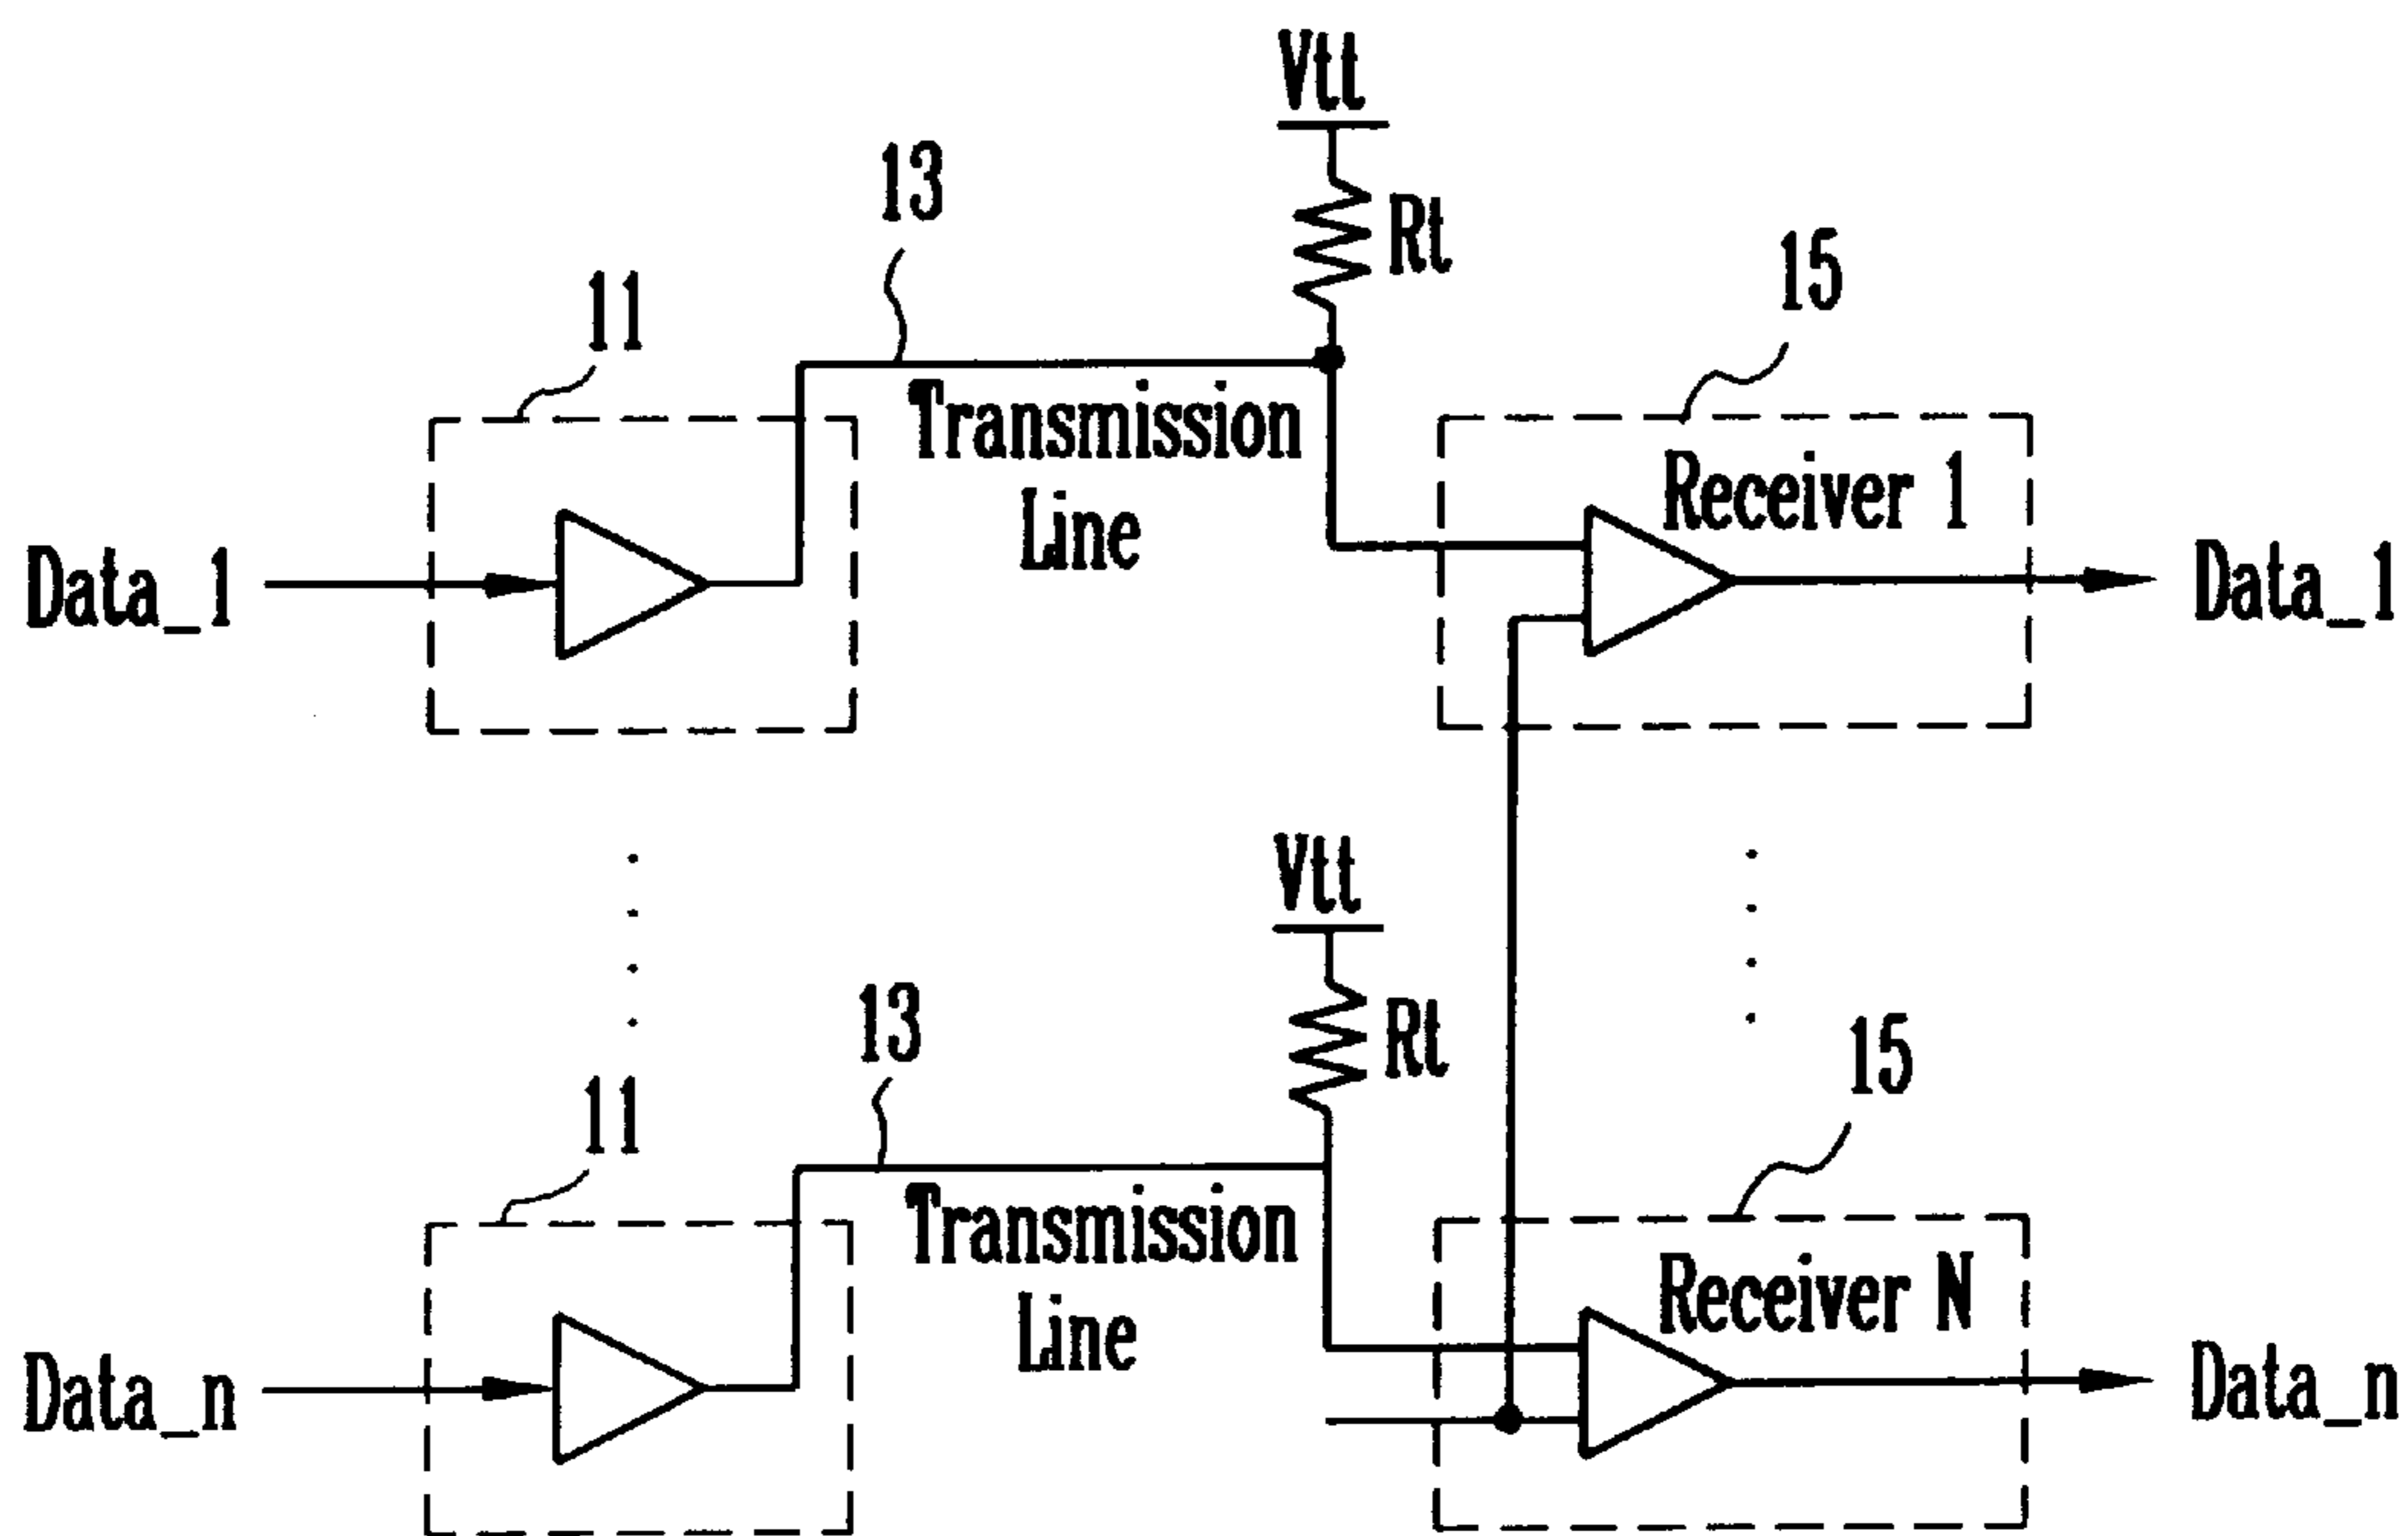 Vtt
13
Rt
15
11
Transmission
Line
Receiver 1
Data_1
Data_1
Vtt
13
Rt
15
11
Transmission
Line
Receiver N
Data_n
Data_n